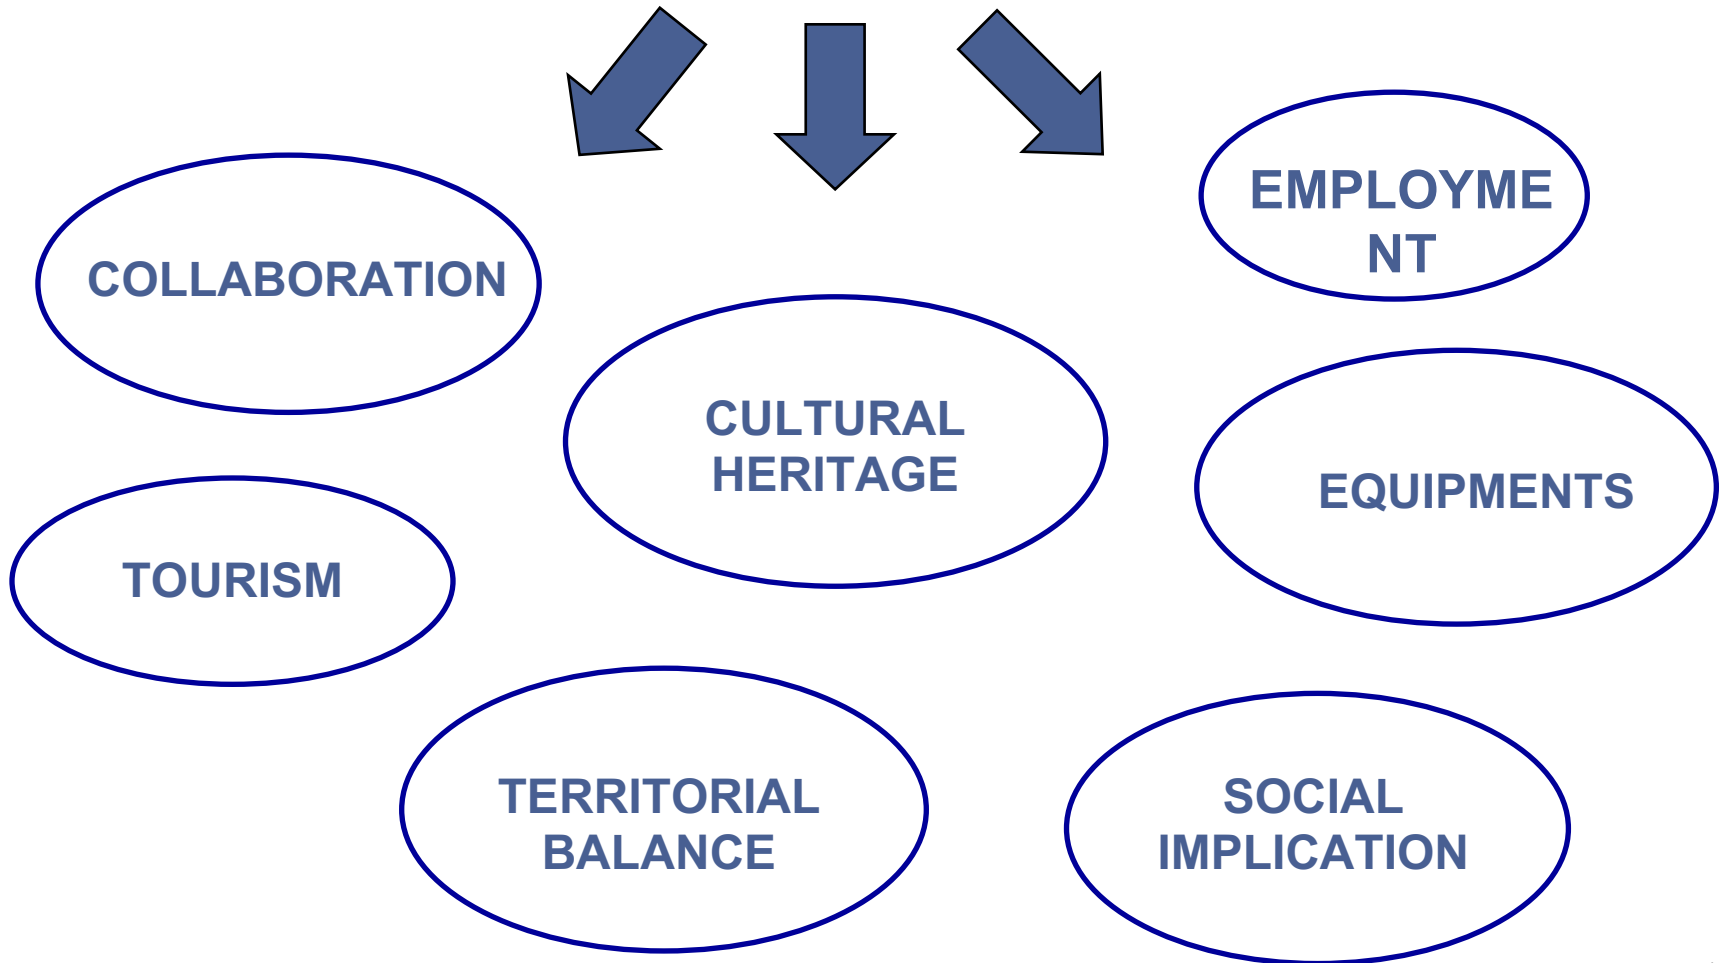 COLLABORATION
EMPLOYME
NT
CULTURAL
HERITAGE
EQUIPMENTS
TOURISM
TERRITORIAL
BALANCE
SOCIAL
IMPLICATION